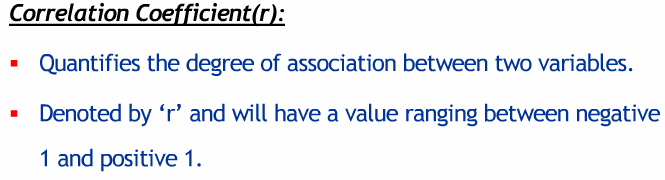 Correlation Coefficient(r):
▪ Quantifies the degree of association between two variables.
▪ Denoted by ‘r’ and will have a value ranging between negative
1 and positive 1.